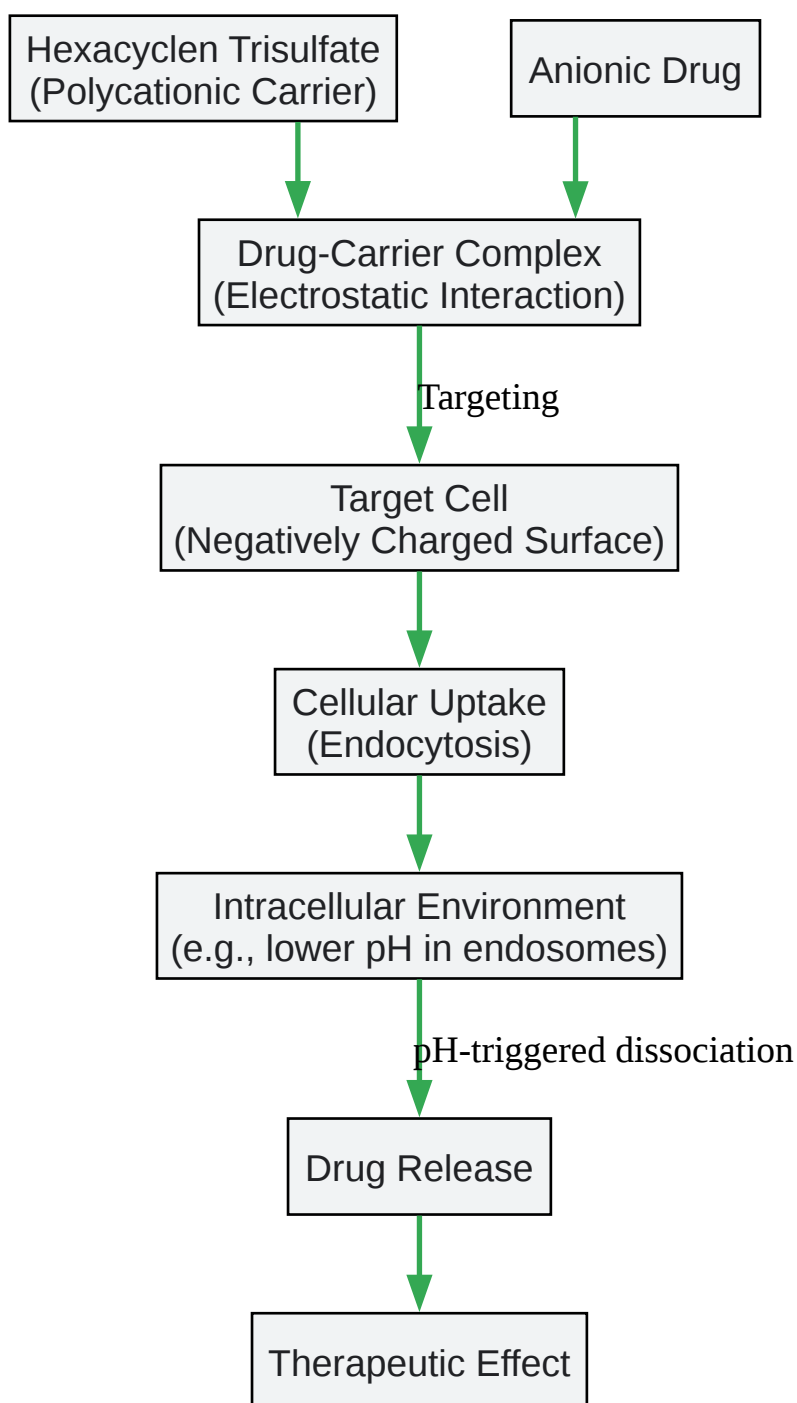 Hexacyclen Trisulfate
(Polycationic Carrier)
Anionic Drug
Drug-Carrier Complex
(Electrostatic Interaction)
Targeting
Target Cell
(Negatively Charged Surface)
Cellular Uptake
(Endocytosis)
Intracellular Environment
(e.g., lower pH in endosomes)
pH-triggered dissociation
Drug Release
Therapeutic Effect